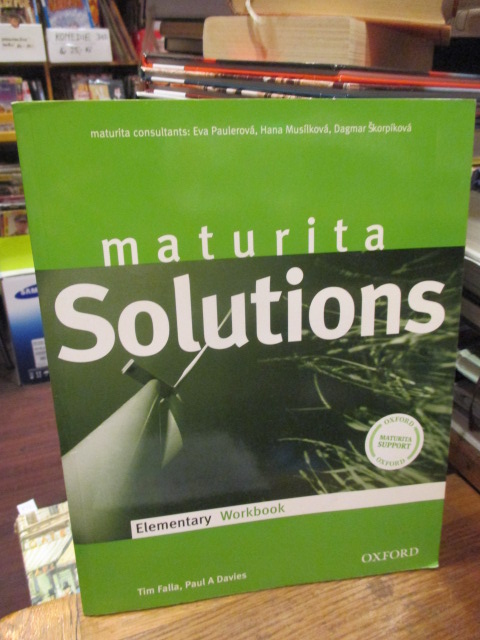 maturita consultants: Eva Paulerová, Hana Musílková, Dagmar Škorpíková
maturita
Solutions
OXFORD
MATURITA
SUPPORT
OXFORD
Elementary Workbook
OXFORD
Tim Falla, Paul A Davies